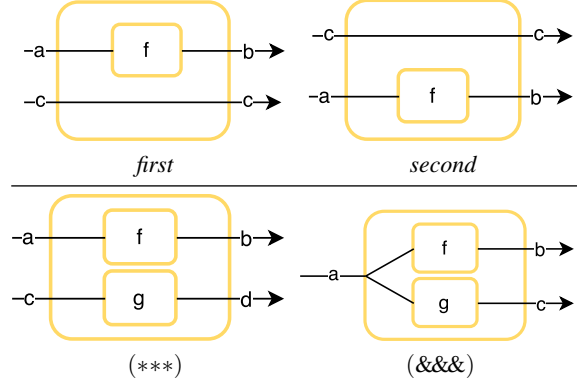 a f b c
c c a f b
c c
first second
a f b a f b
c g d g c
(***) (&&&)